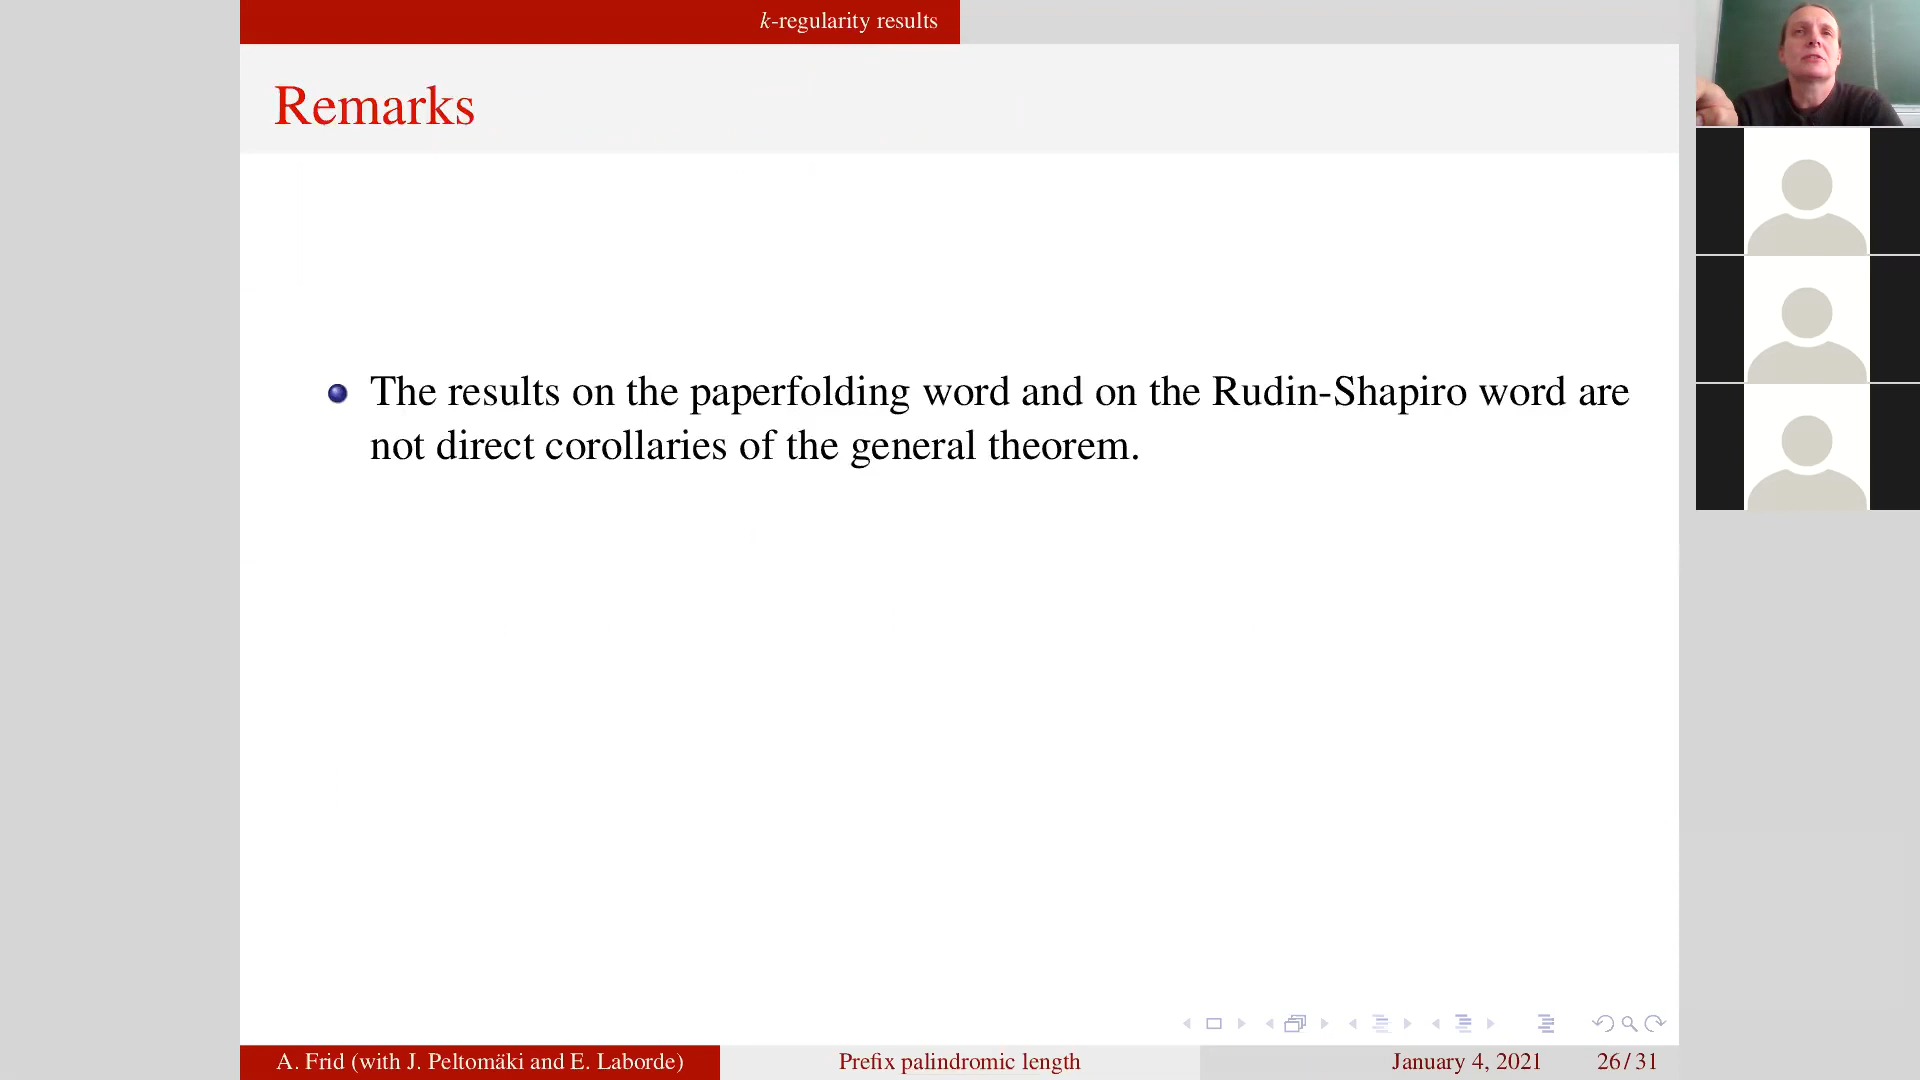 k-regularity results
Remarks
The results on the paperfolding word and on the Rudin-Shapiro word are
not direct corollaries of the general theorem.
A. Frid (with J. Peltomäki and E. Laborde)
Prefix palindromic length
January 4, 2021
26 / 31